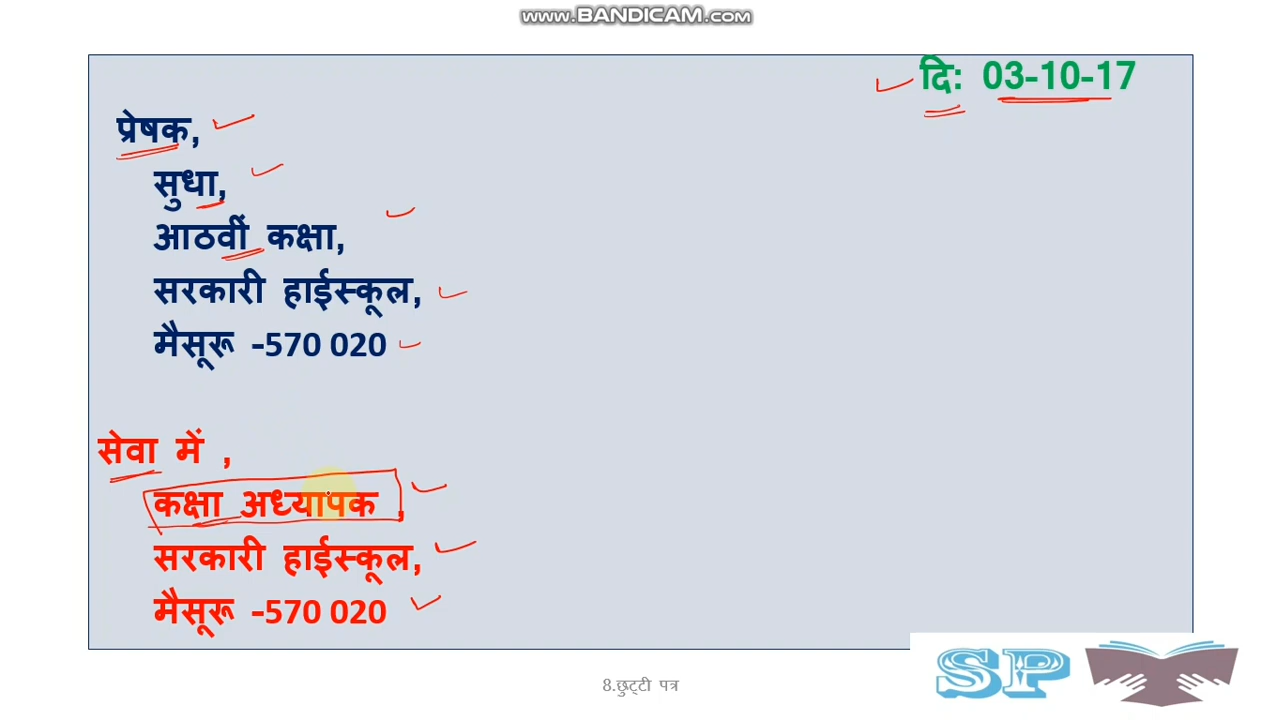 www.BANDICAM.com
दि: 03-10-17
प्रेषक,
सुधा,
आठवीं कक्षा,
सरकारी हाईस्कूल,
मैसूरू -570 020
सेवा में ,
कक्षा अध्यापक ,
सरकारी हाईस्कूल,
मैसूरू -570 020
SP
8.छुट्टी पत्र